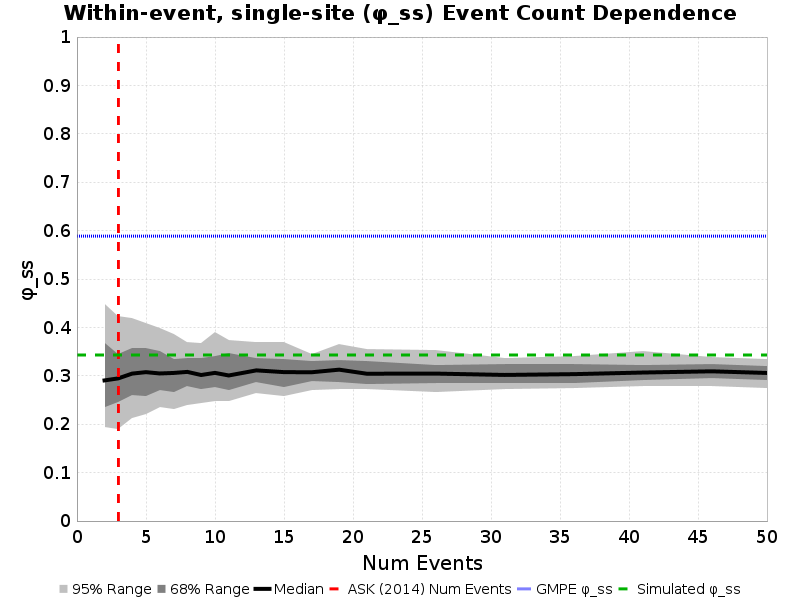 Within-event, single-site (φ_ss) Event Count Dependence
1
0.9
0.8
0.7
0.6
0.5
0.4
0.3
0.2
0.1
0
φ_ss
0 5 10 15 20 25 30 35 40 45 50
Num Events
95% Range 68% Range Median ASK (2014) Num Events GMPE φ_ss Simulated φ_ss